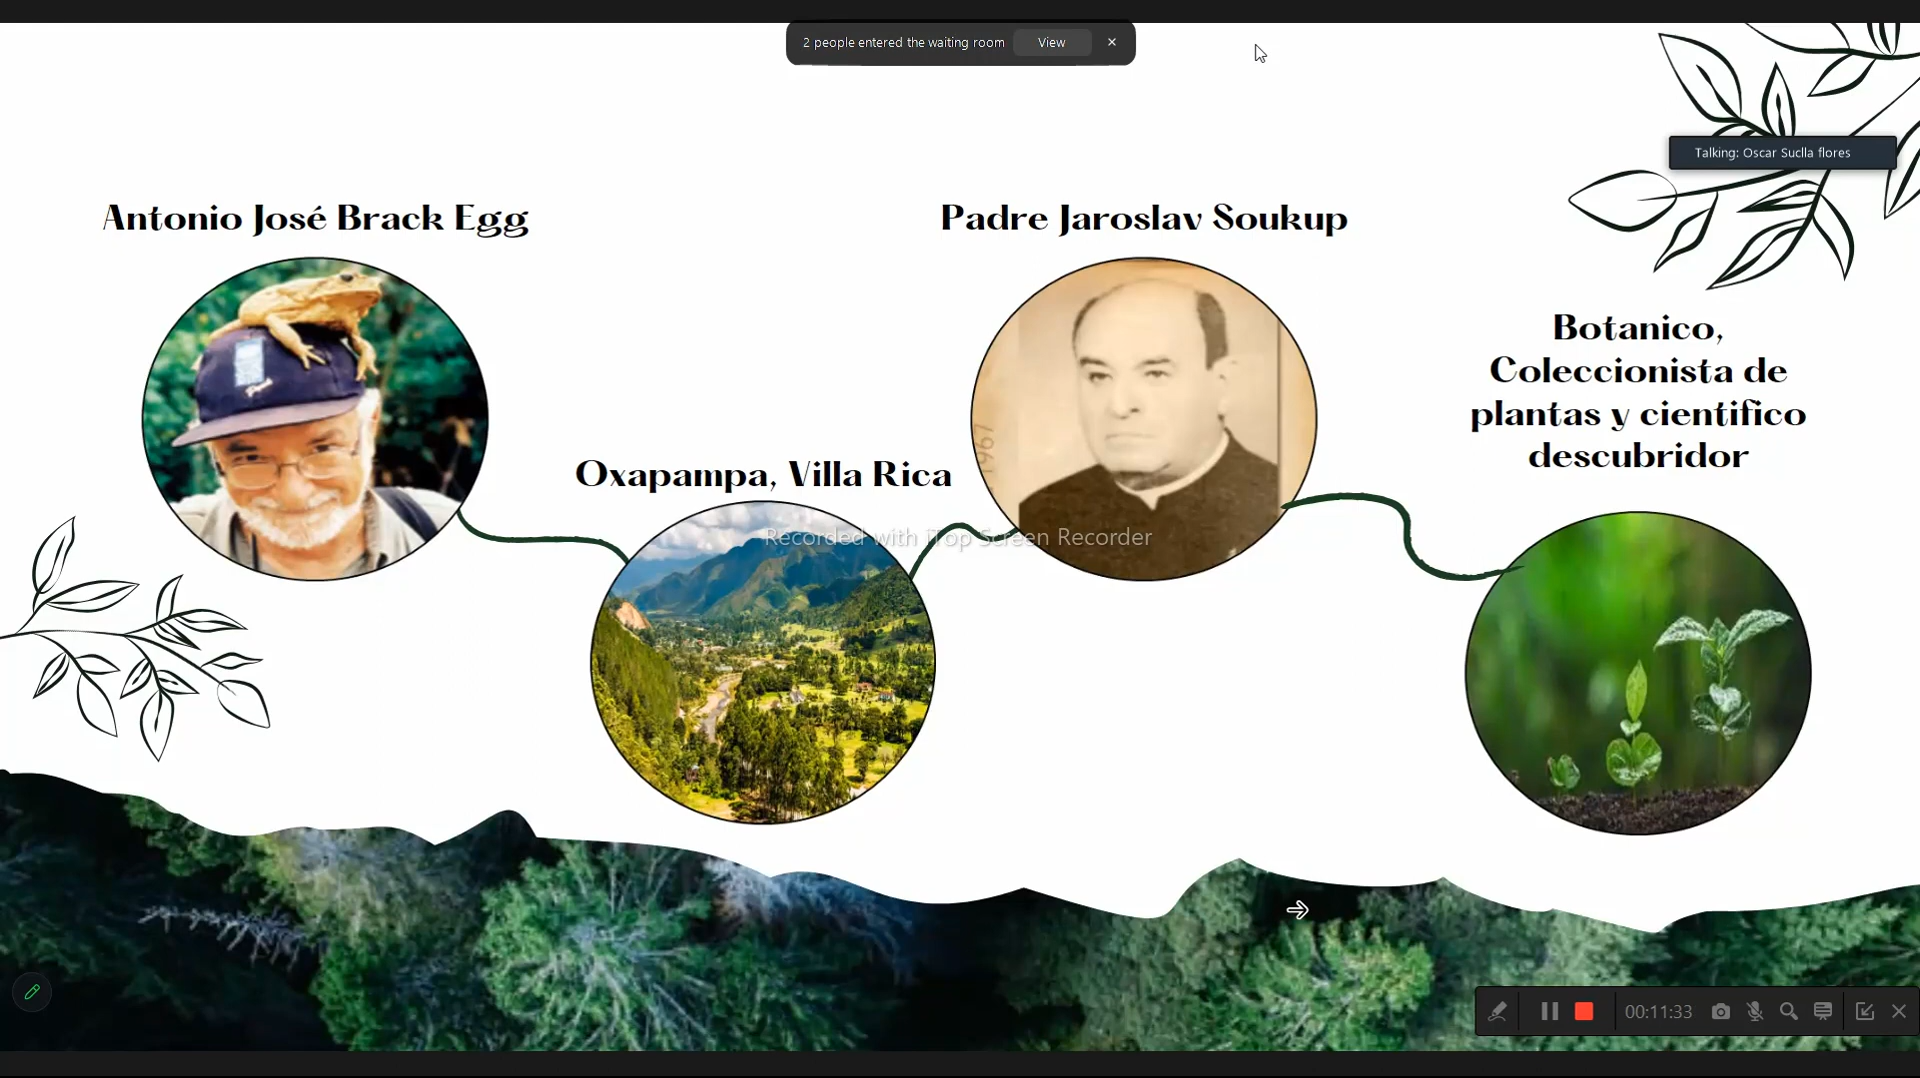 2 people entered the waiting room View
Talking: Oscar Suclla flores
Antonio José Brack Egg
Padre Jaroslav Soukup
Botanico,
Coleccionista de
plantas y cientifico
descubridor
Oxapampa, Villa Rica
1967
Recorded with iTop Screen Recorder
00:11:33